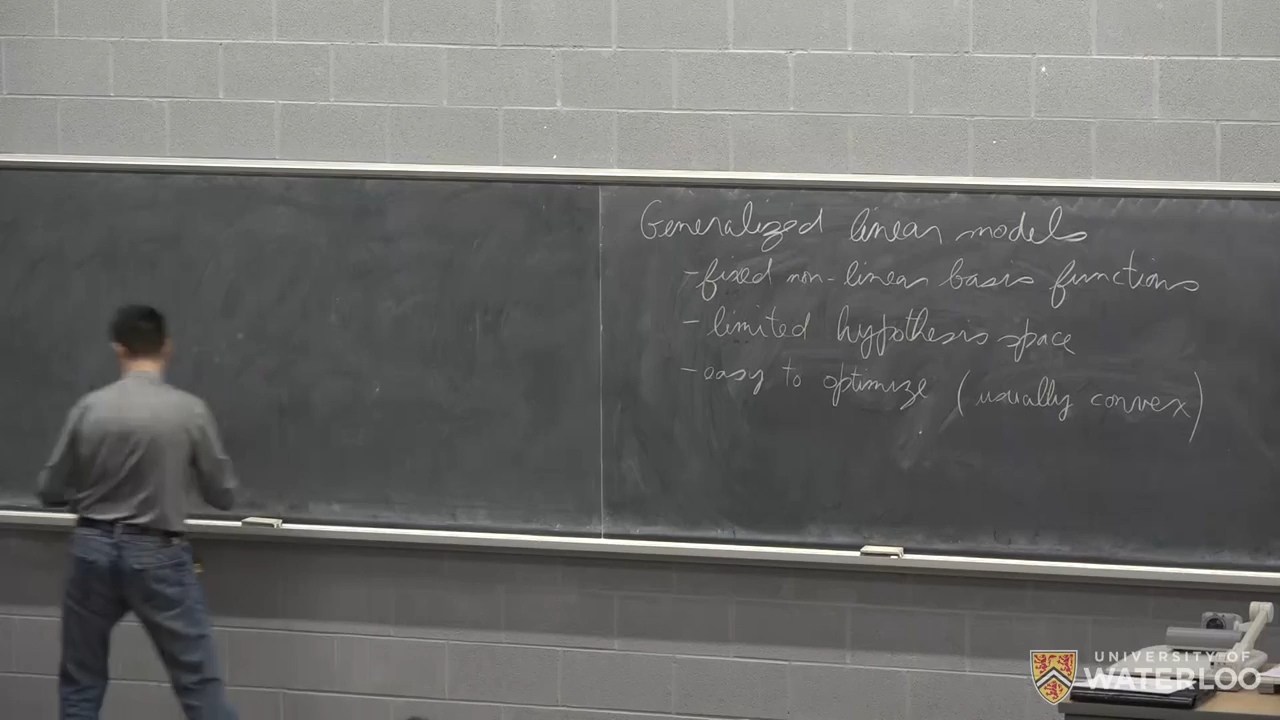 Generalized linear models
- fixed non-linear basis functions
- limited hypothesis space
- easy to optimize (usually convex)
UNIVERSITY OF
WATERLOO